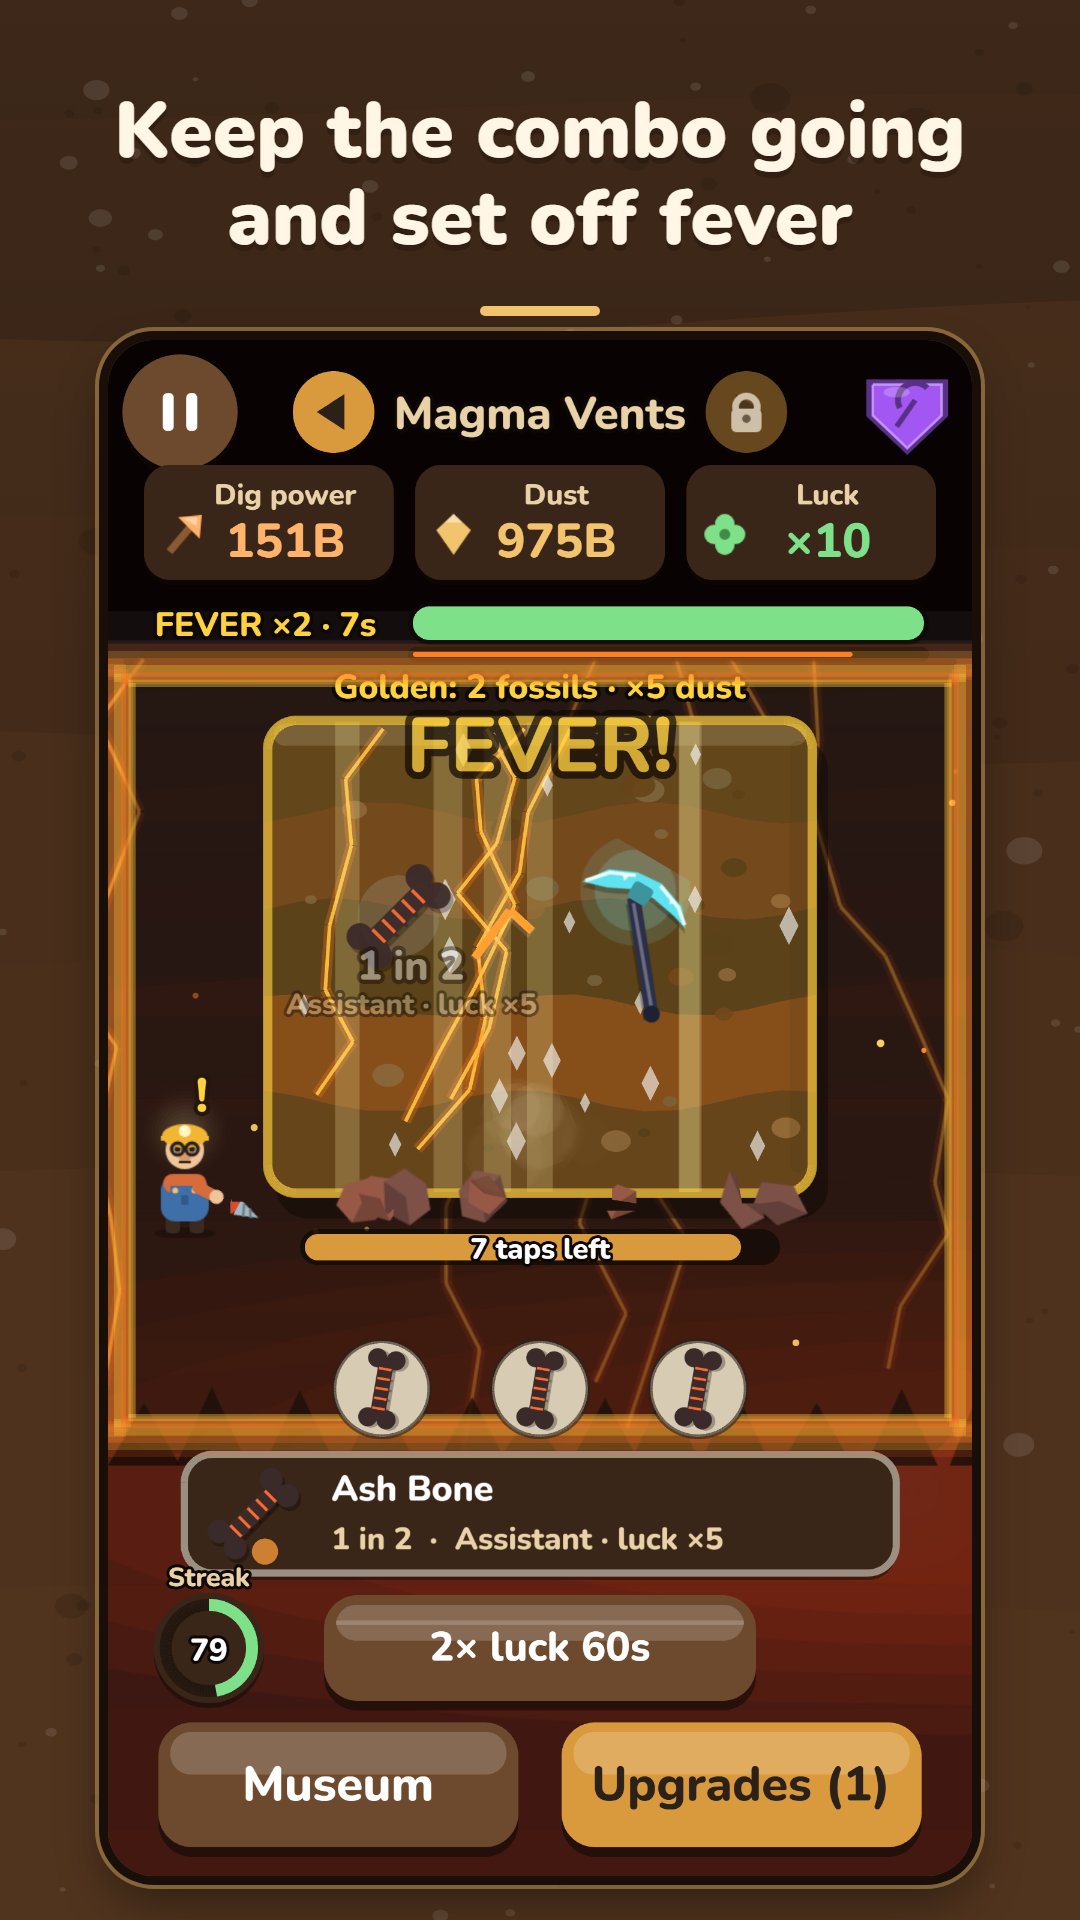 Keep the combo going
and set off fever
Magma Vents
Dig power
151B
Dust
975B
Luck
×10
FEVER ×2 · 7s
Golden: 2 fossils · ×5 dust
FEVER!
1 in 2
Assistant · luck ×5
!
7 taps left
Ash Bone
1 in 2 · Assistant · luck ×5
Streak
79
2× luck 60s
Museum
Upgrades (1)